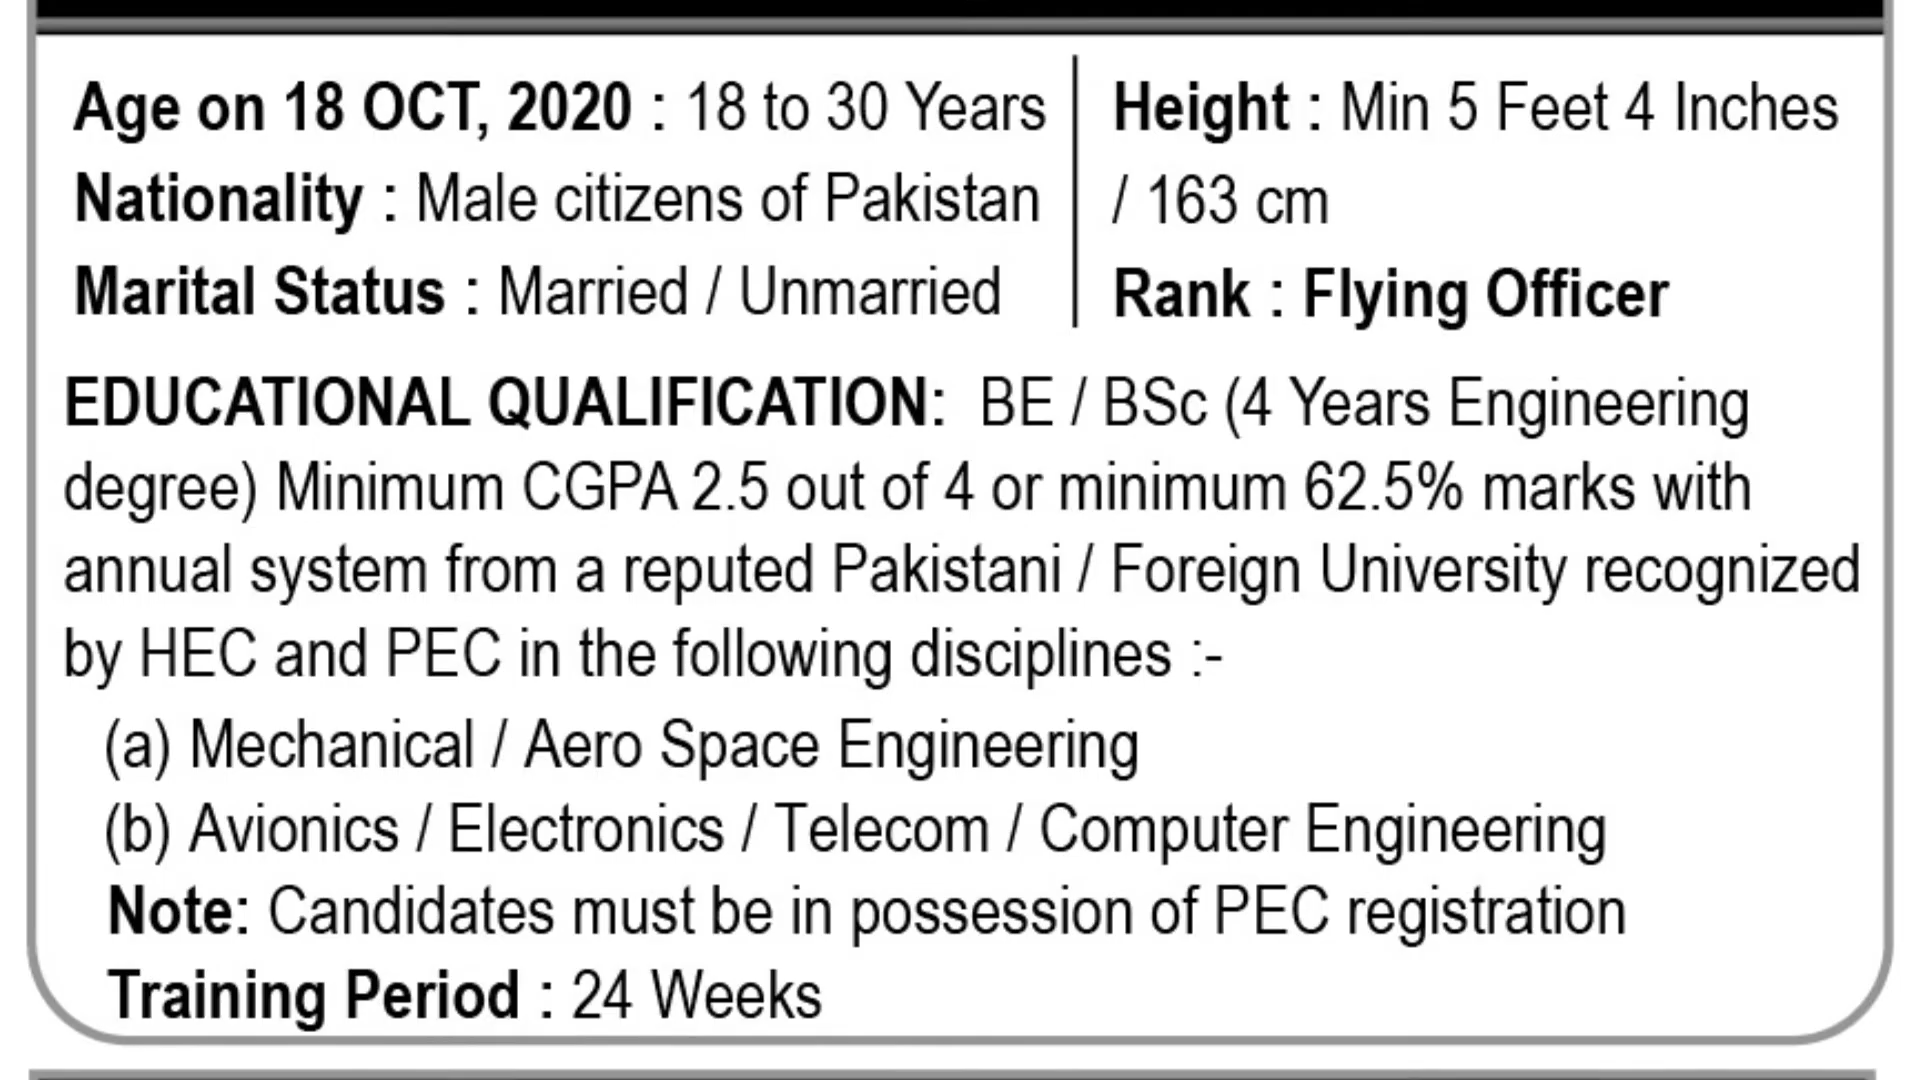 Age on 18 OCT, 2020 : 18 to 30 Years
Nationality : Male citizens of Pakistan
Marital Status : Married / Unmarried
Height : Min 5 Feet 4 Inches
/ 163 cm
Rank : Flying Officer
EDUCATIONAL QUALIFICATION: BE / BSc (4 Years Engineering
degree) Minimum CGPA 2.5 out of 4 or minimum 62.5% marks with
annual system from a reputed Pakistani / Foreign University recognized
by HEC and PEC in the following disciplines :-
(a) Mechanical / Aero Space Engineering
(b) Avionics / Electronics / Telecom / Computer Engineering
Note: Candidates must be in possession of PEC registration
Training Period : 24 Weeks